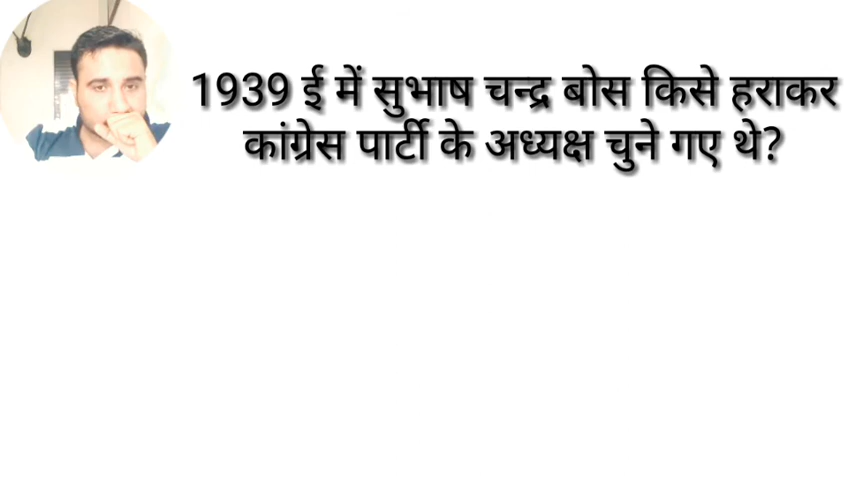 1939 ई में सुभाष चन्द्र बोस किसे हराकर
कांग्रेस पार्टी के अध्यक्ष चुने गए थे?